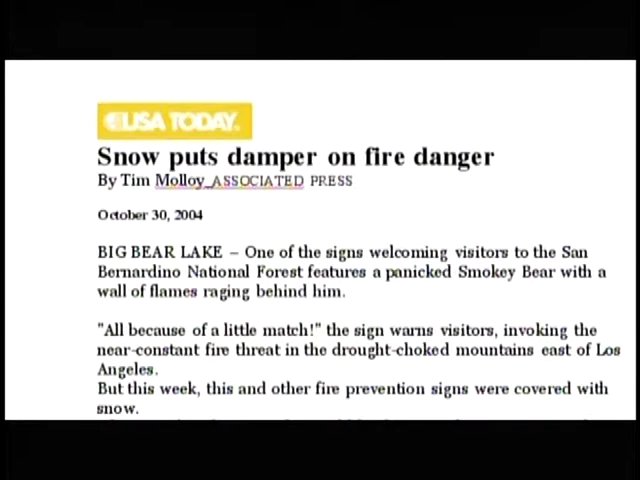 USA TODAY.
Snow puts damper on fire danger
By Tim Molloy ASSOCIATED PRESS
October 30, 2004
BIG BEAR LAKE – One of the signs welcoming visitors to the San
Bernardino National Forest features a panicked Smokey Bear with a
wall of flames raging behind him.
"All because of a little match!" the sign warns visitors, invoking the
near-constant fire threat in the drought-choked mountains east of Los
Angeles.
But this week, this and other fire prevention signs were covered with
snow.